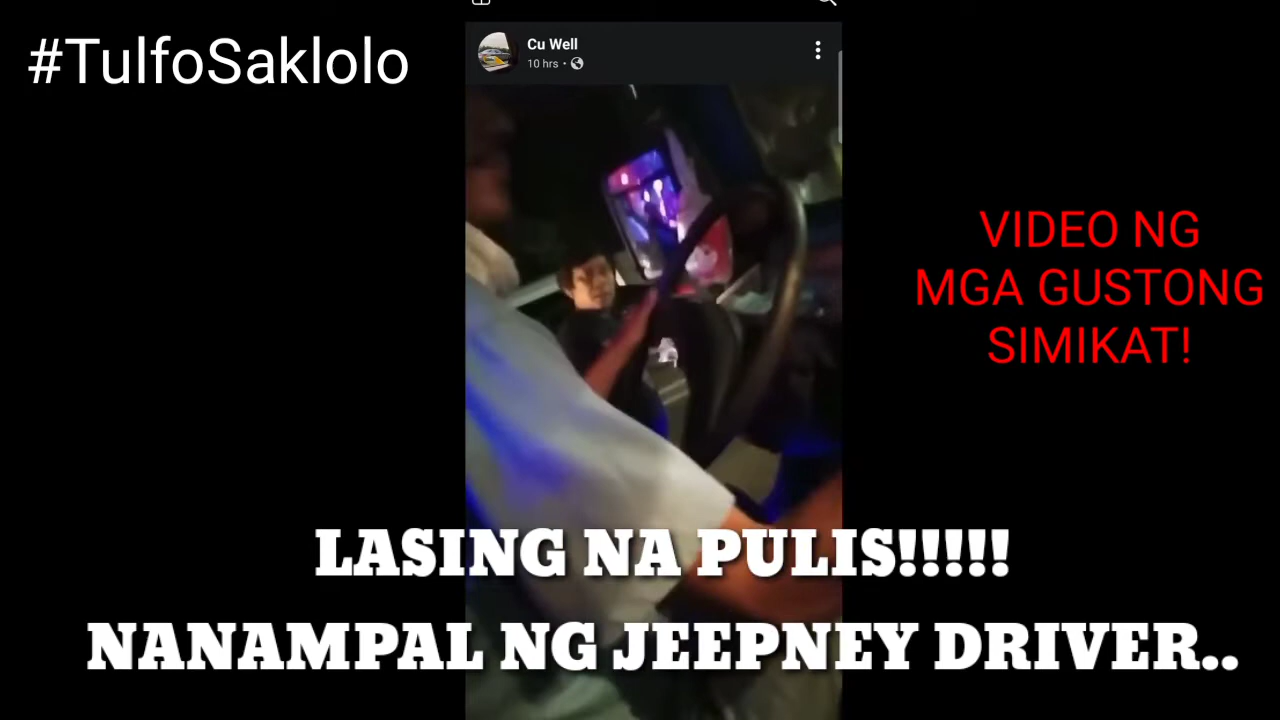 #TulfoSaklolo
Cu Well
10 hrs •
VIDEO NG
MGA GUSTONG
SIMIKAT!
LASING NA PULIS!!!!!
NANAMPAL NG JEEPNEY DRIVER..